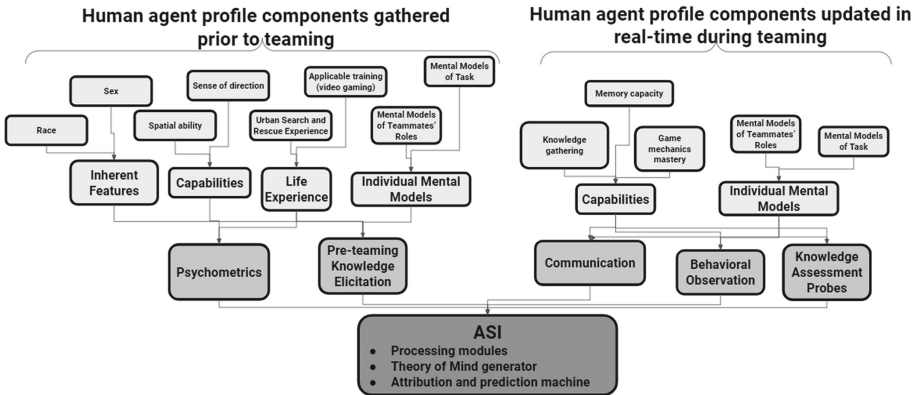 Human agent profile components gathered
prior to teaming
Human agent profile components updated in
real-time during teaming
Mental Models
of Task
Sex
Sense of direction
Applicable training
(video gaming)
Race
Spatial ability
Urban Search and
Rescue Experience
Mental Models
of Teammates'
Roles
Inherent
Features
Capabilities
Life
Experience
Individual Mental
Models
Psychometrics
Pre-teaming
Knowledge
Elicitation
Memory capacity
Knowledge
gathering
Game
mechanics
mastery
Mental Models
of Teammates'
Roles
Mental Models
of Task
Capabilities
Individual Mental
Models
Communication
Behavioral
Observation
Knowledge
Assessment
Probes
ASI
● Processing modules
● Theory of Mind generator
● Attribution and prediction machine